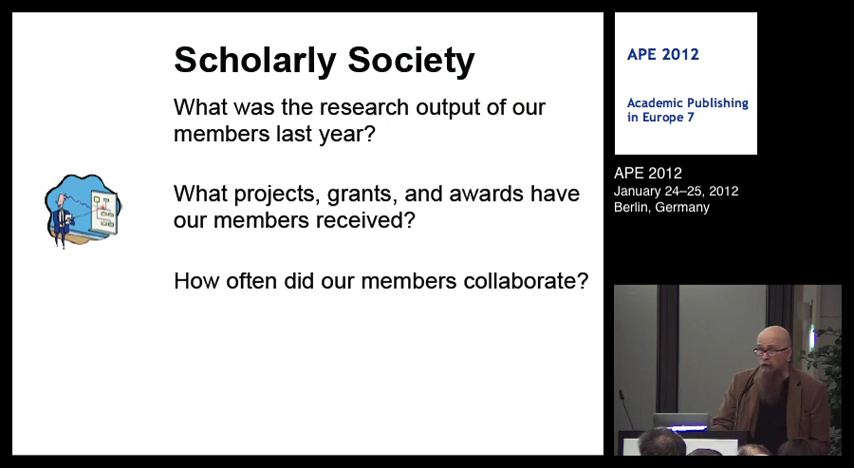 Scholarly Society
What was the research output of our
members last year?
What projects, grants, and awards have
our members received?
How often did our members collaborate?
APE 2012
Academic Publishing
in Europe 7
APE 2012
January 24–25, 2012
Berlin, Germany